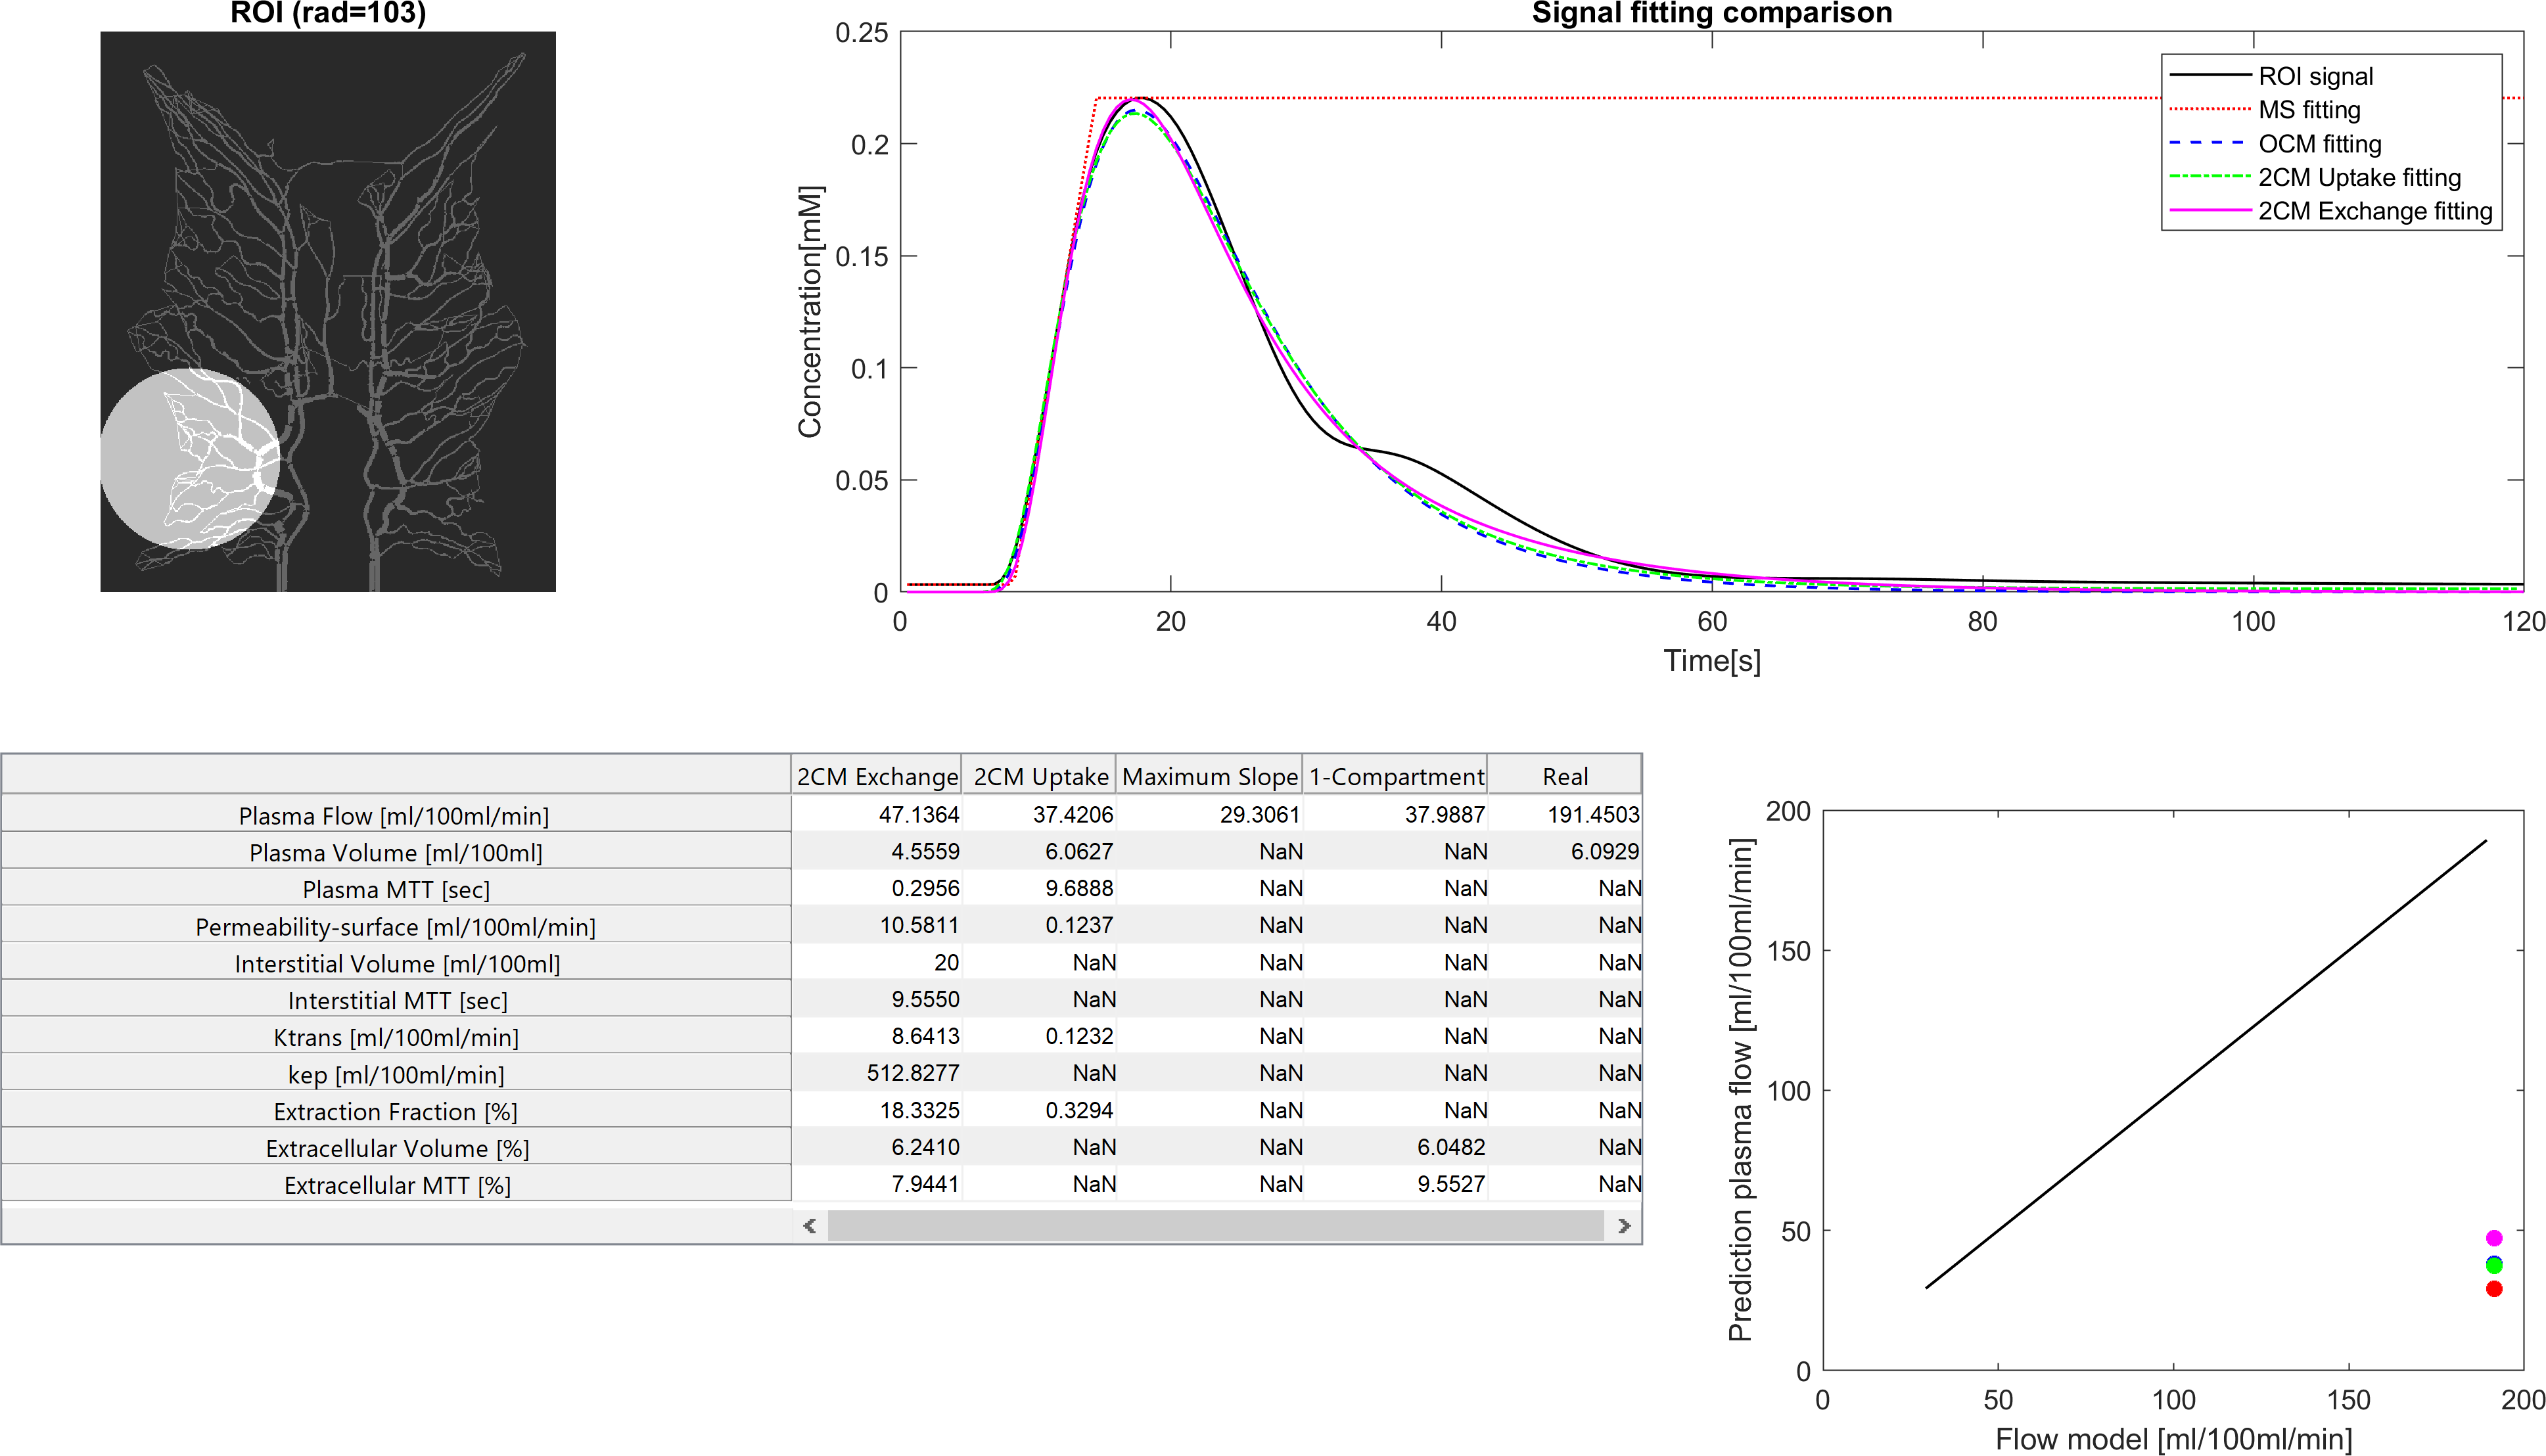 ROI (rad=103)
Signal fitting comparison
0.25
0.2
0.15
0.1
0.05
0
Concentration[mM]
0 20 40 60 80 100 120
Time[s]
ROI signal
MS fitting
OCM fitting
2CM Uptake fitting
2CM Exchange fitting
2CM Exchange 2CM Uptake Maximum Slope 1-Compartment Real
Plasma Flow [ml/100ml/min] 47.1364 37.4206 29.3061 37.9887 191.4503
Plasma Volume [ml/100ml] 4.5559 6.0627 NaN NaN 6.0929
Plasma MTT [sec] 0.2956 9.6888 NaN NaN NaN
Permeability-surface [ml/100ml/min] 10.5811 0.1237 NaN NaN NaN
Interstitial Volume [ml/100ml] 20 NaN NaN NaN NaN
Interstitial MTT [sec] 9.5550 NaN NaN NaN NaN
Ktrans [ml/100ml/min] 8.6413 0.1232 NaN NaN NaN
kep [ml/100ml/min] 512.8277 NaN NaN NaN NaN
Extraction Fraction [%] 18.3325 0.3294 NaN NaN NaN
Extracellular Volume [%] 6.2410 NaN NaN 6.0482 NaN
Extracellular MTT [%] 7.9441 NaN NaN 9.5527 NaN
200
150
100
50
0
Prediction plasma flow [ml/100ml/min]
0 50 100 150 200
Flow model [ml/100ml/min]